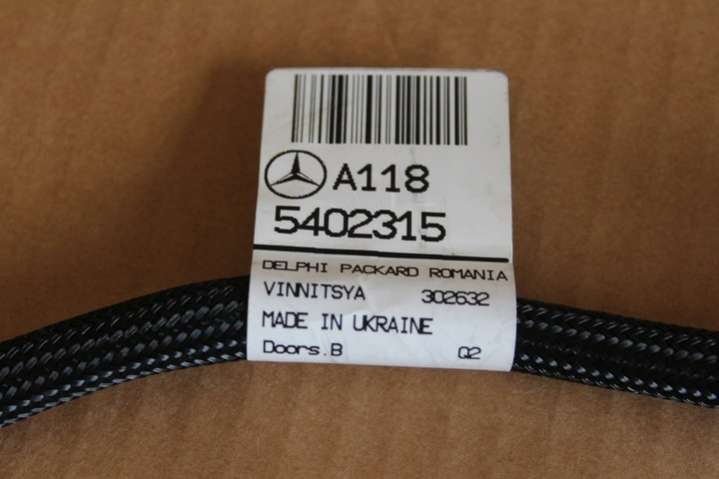 A118
5402315
DELPHI PACKARD ROMANIA
VINNITSYA 302632
MADE IN UKRAINE
Doors.B Q2